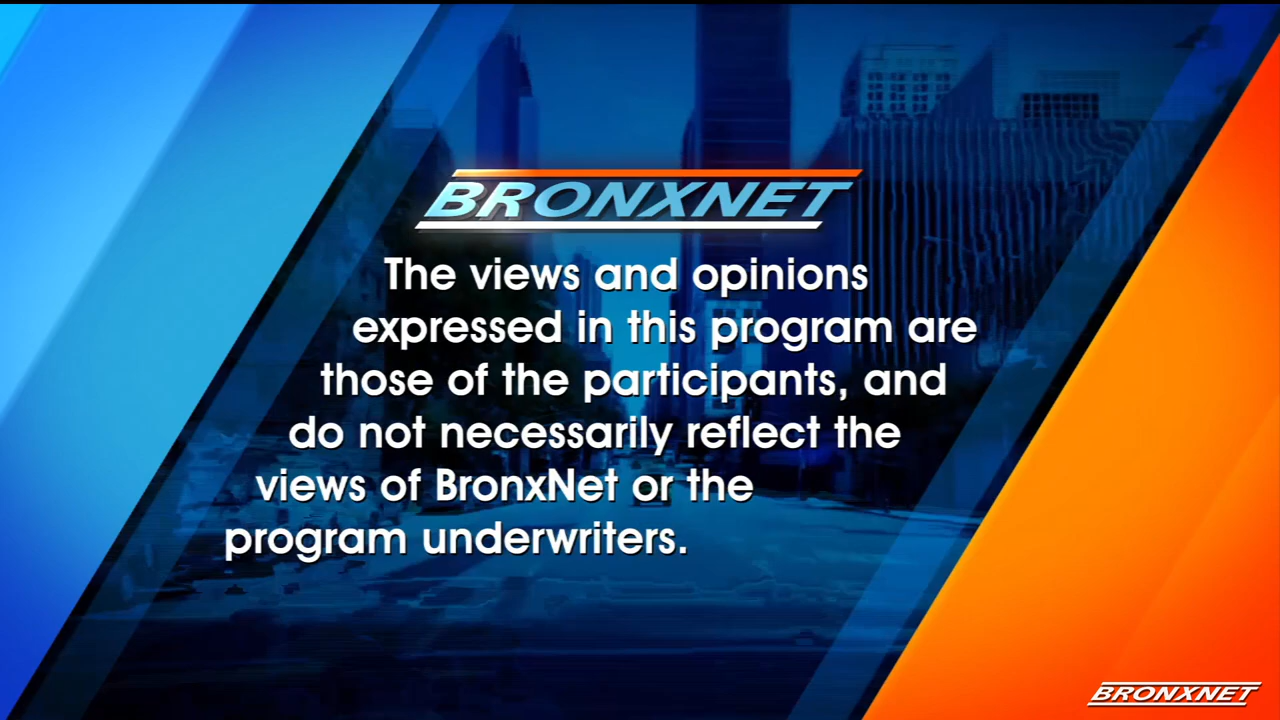 BRONXNET
The views and opinions
expressed in this program are
those of the participants, and
do not necessarily reflect the
views of BronxNet or the
program underwriters.
BRONXNET